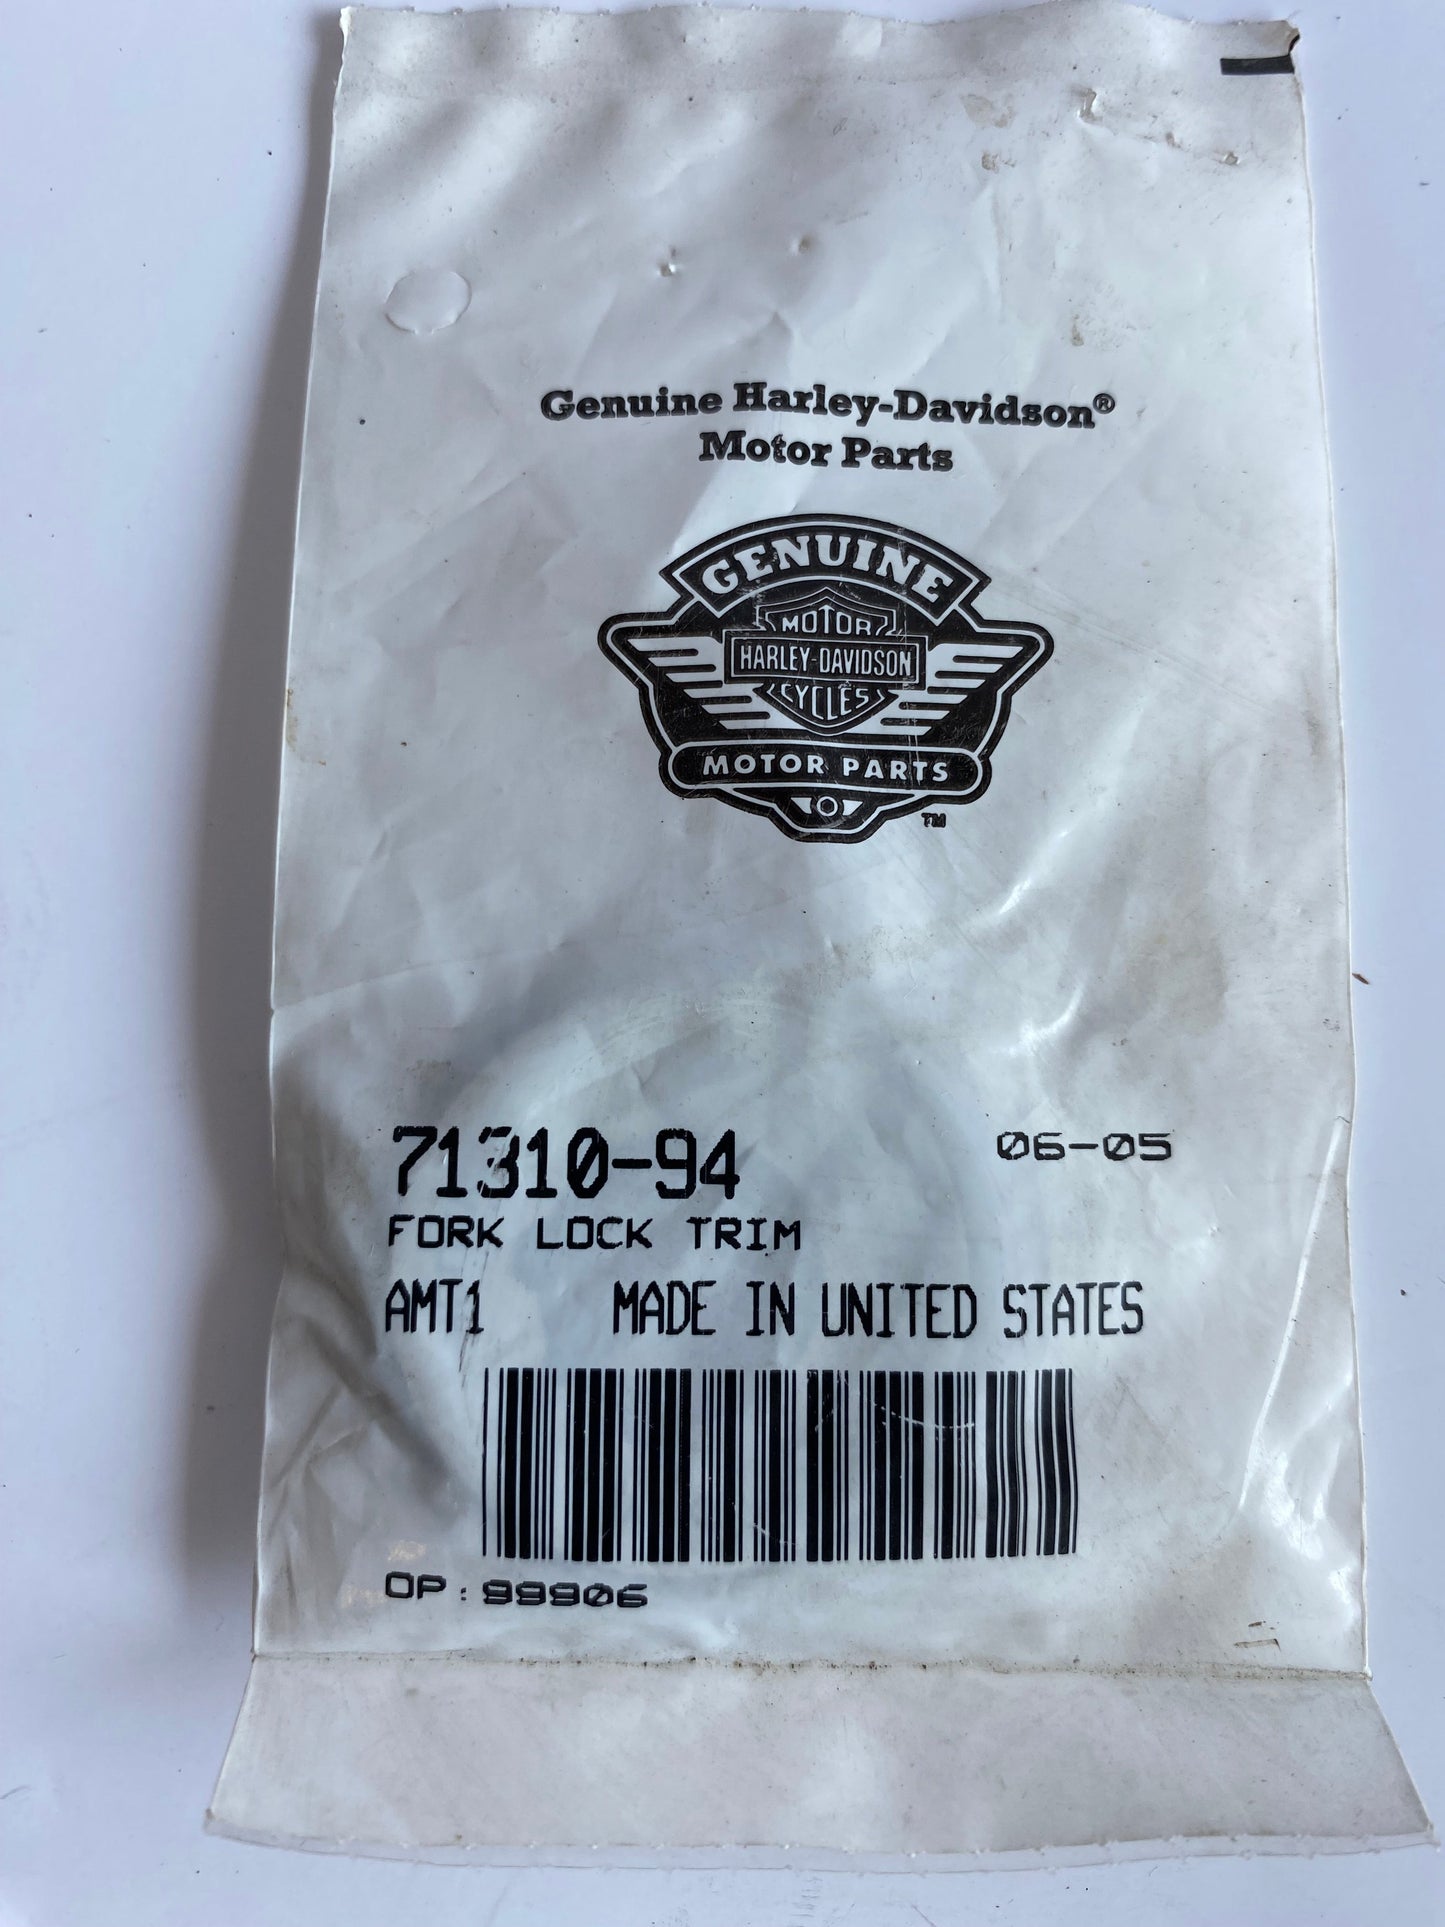 Genuine Harley-Davidson®
Motor Parts
GENUINE
MOTOR
HARLEY-DAVIDSON
CYCLES
MOTOR PARTS
TM
71310-94 06-05
FORK LOCK TRIM
AMT1 MADE IN UNITED STATES
OP: 99906